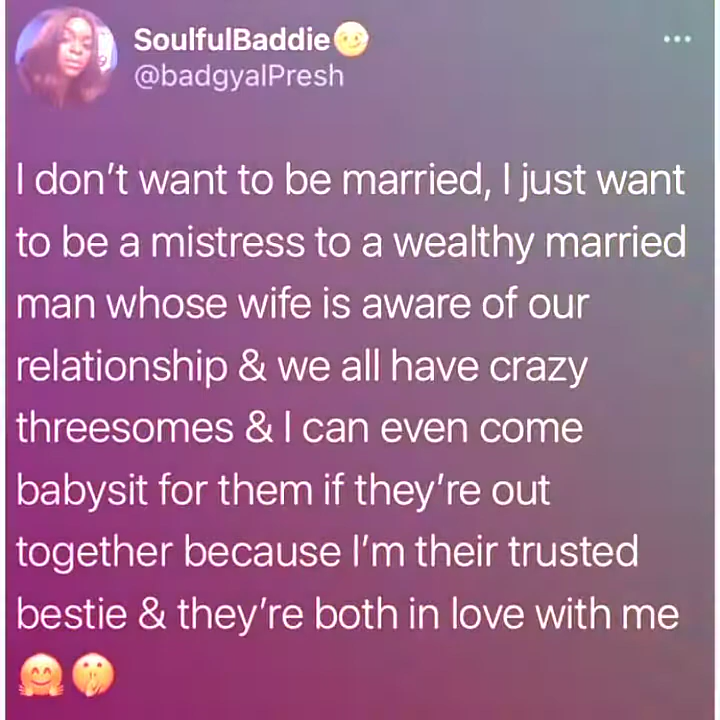 SoulfulBaddie😏
@badgyalPresh
I don't want to be married, I just want
to be a mistress to a wealthy married
man whose wife is aware of our
relationship & we all have crazy
threesomes & I can even come
babysit for them if they're out
together because I'm their trusted
bestie & they're both in love with me
🤗🤫